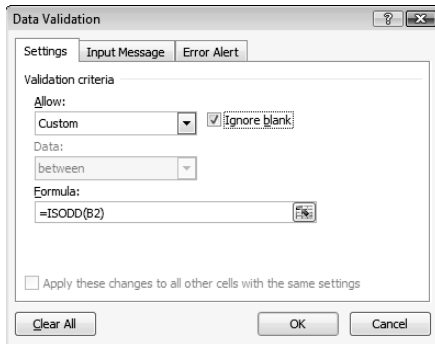 Data Validation
Settings Input Message Error Alert
Validation criteria
Allow:
Custom Ignore blank
Data:
between
Formula:
=ISODD(B2)
Apply these changes to all other cells with the same settings
Clear All OK Cancel